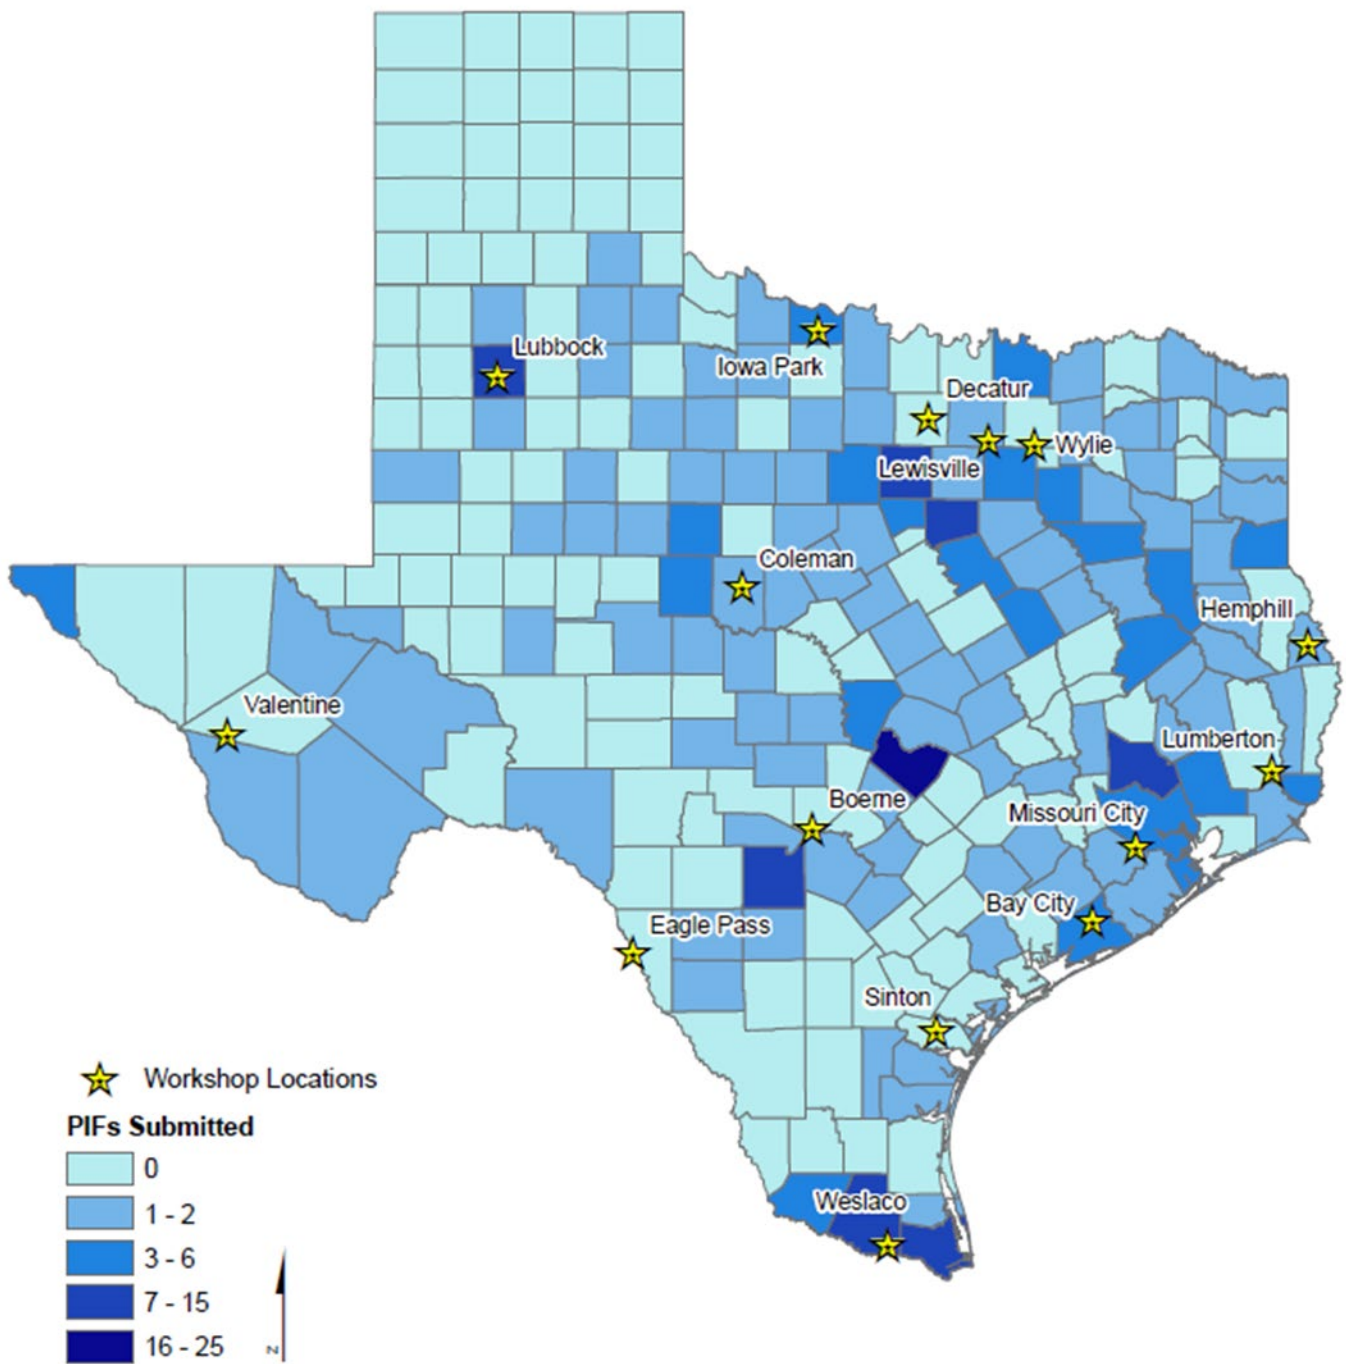 Lubbock
Iowa Park
Decatur
Wylie
Lewisville
Coleman
Hemphill
Valentine
Lumberton
Boerne
Missouri City
Bay City
Eagle Pass
Sinton
Workshop Locations
PIFs Submitted
0
1 - 2
Weslaco
3 - 6
7 - 15
16 - 25
N